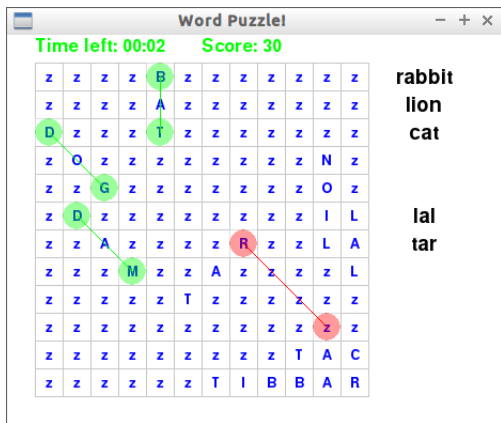 Word Puzzle!
Time left: 00:02 Score: 30
z z z z B z z z z z z z rabbit
z z z z A z z z z z z z lion
D z z z T z z z z z z z cat
z O z z z z z z z z N z
z z G z z z z z z z O z
z D z z z z z z z z I L lal
z z A z z z z R z z L A tar
z z z M z z A z z z z L
z z z z z T z z z z z z
z z z z z z z z z z z z
z z z z z z z z z T A C
z z z z z z T I B B A R